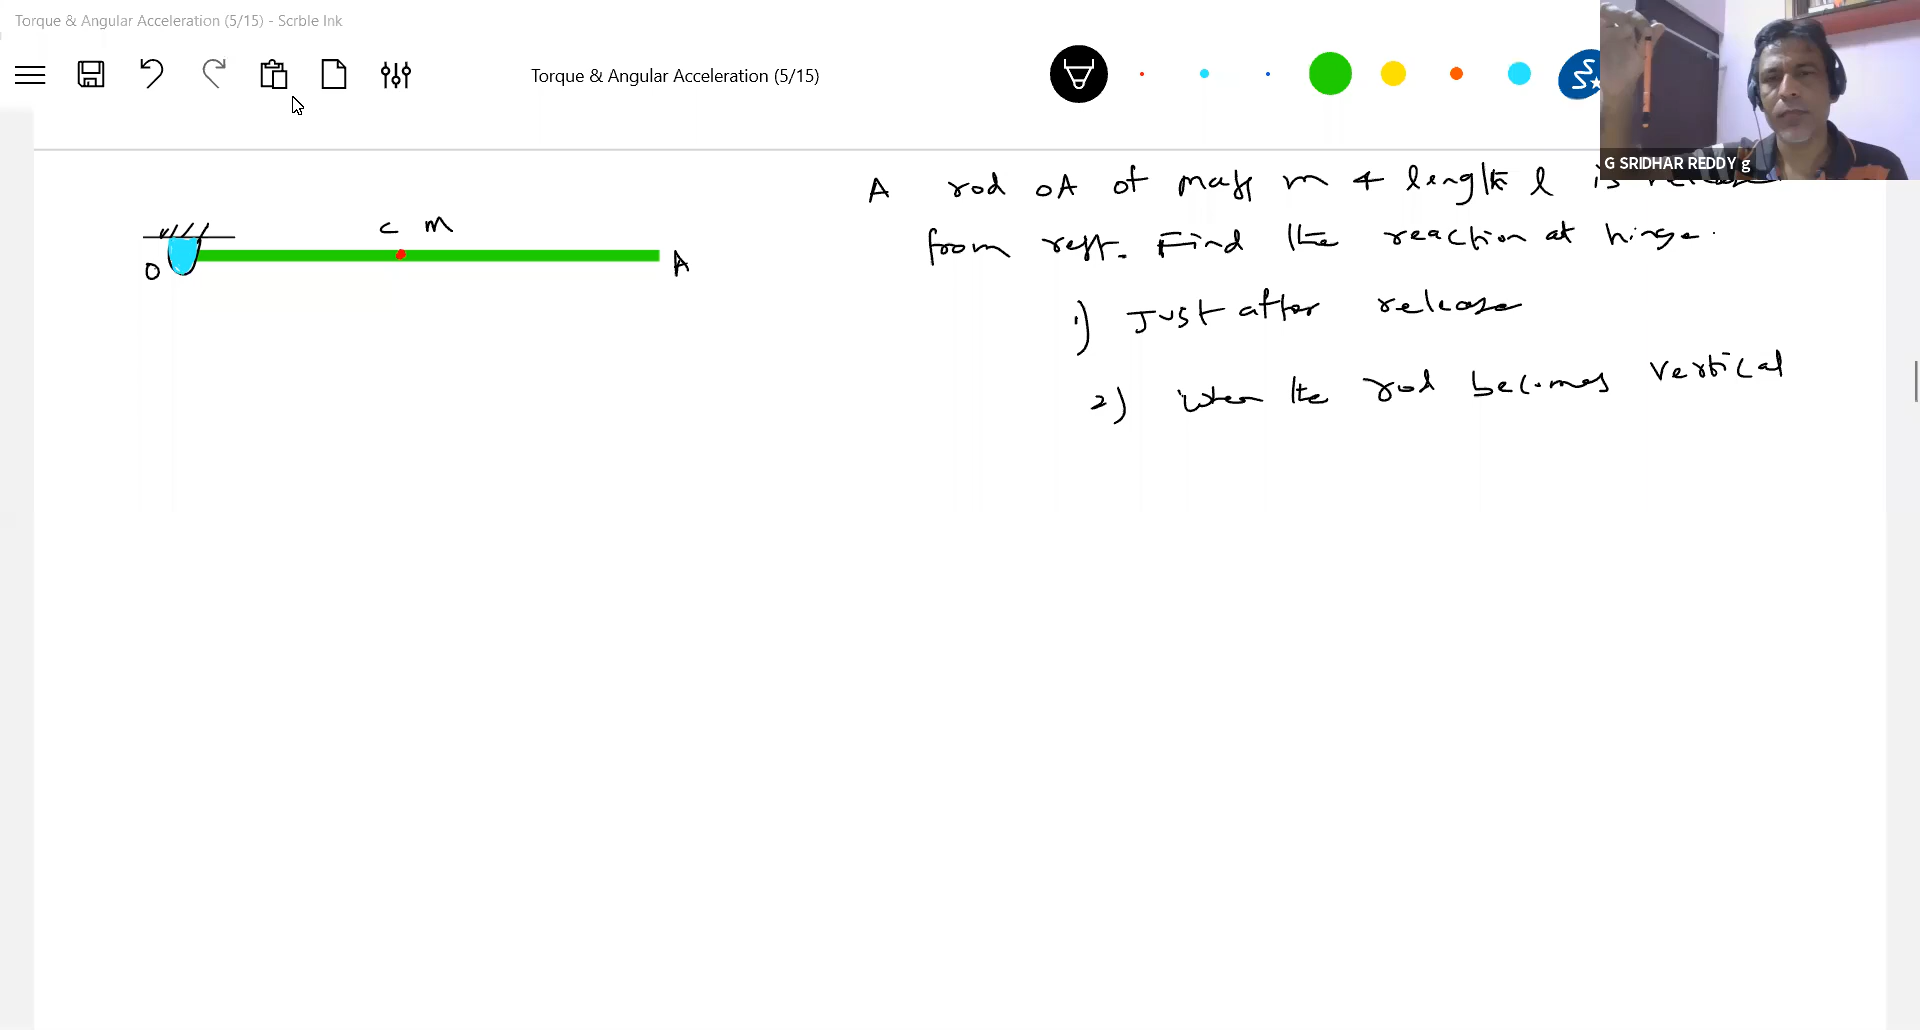 Torque & Angular Acceleration (5/15) - Scrble Ink
Torque & Angular Acceleration (5/15)
G SRIDHAR REDDY g
A rod OA of mass m & length l is
from rest. Find the reaction at hinge.
1) Just after release
2) When the rod becomes vertical
C m
O
A